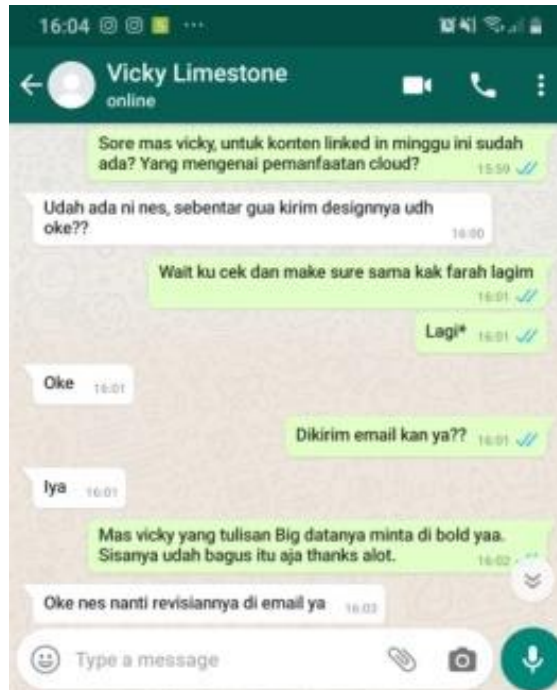 16:04
Vicky Limestone
online
Sore mas vicky, untuk konten linked in minggu ini sudah
ada? Yang mengenai pemanfaatan cloud?
15:59
Udah ada ni nes, sebentar gua kirim designnya udh
oke??
16:00
Wait ku cek dan make sure sama kak farah lagim
16:01
Lagi*
16:01
Oke
16:01
Dikirim email kan ya??
16:01
Iya
16:01
Mas vicky yang tulisan Big datanya minta di bold yaa.
Sisanya udah bagus itu aja thanks alot.
16:02
Oke nes nanti revisiannya di email ya
16:03
Type a message